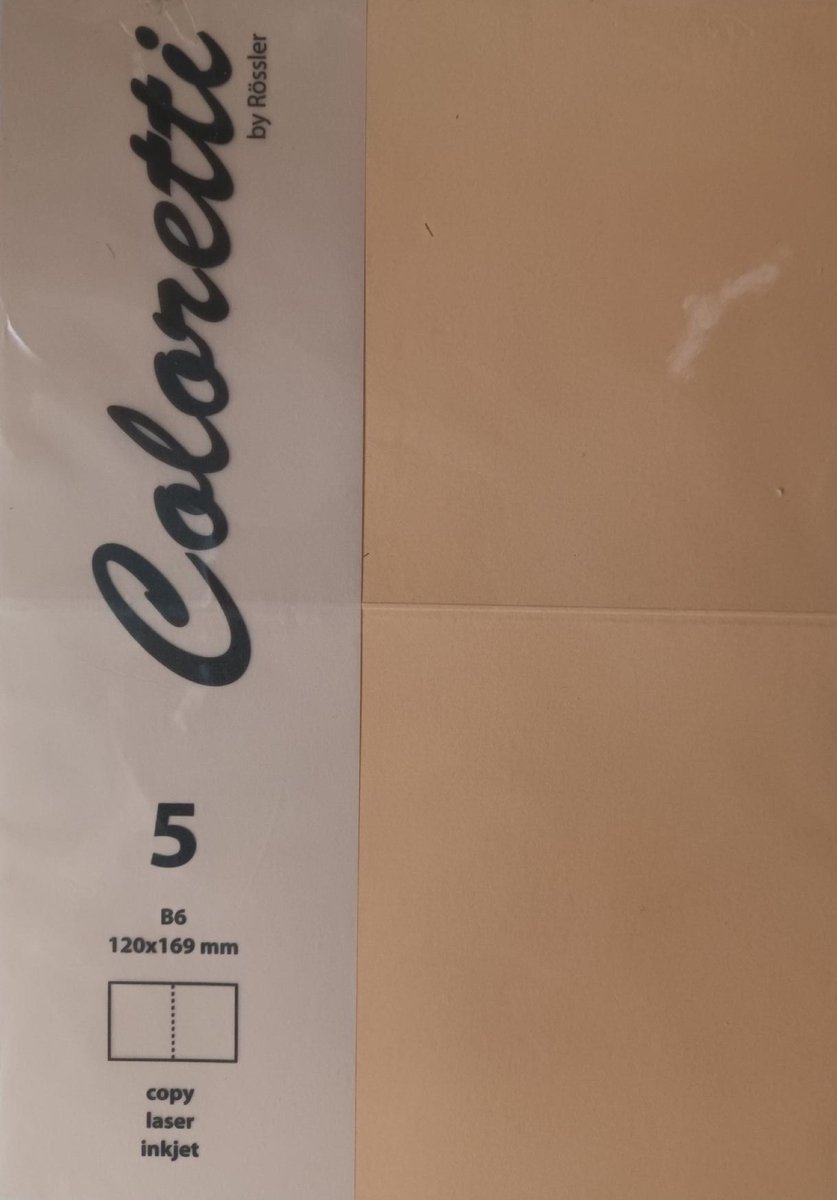 Coloretti
by Rössler
5
B6
120x169 mm
copy
laser
inkjet